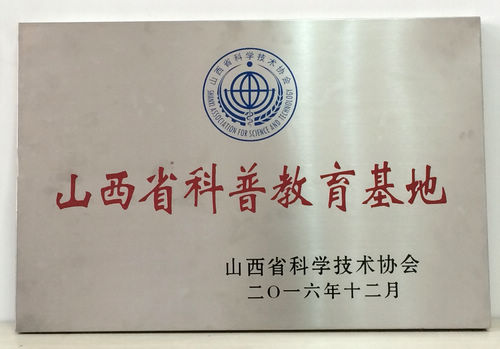 山西省科学技术协会
SHANXI ASSOCIATION FOR SCIENCE AND TECHNOLOGY
山西省科普教育基地
山西省科学技术协会
二〇一六年十二月